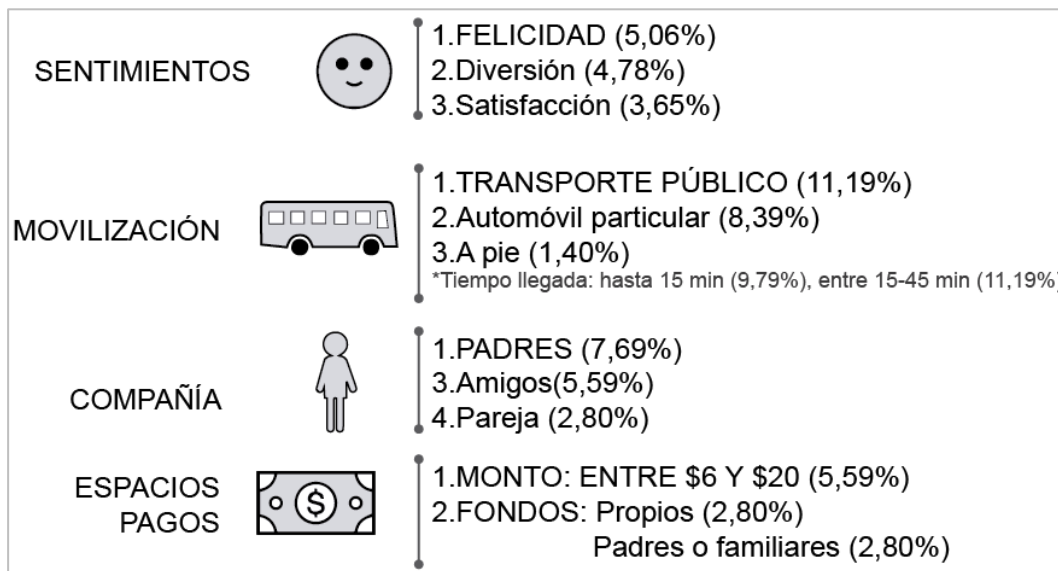 SENTIMIENTOS
1.FELICIDAD (5,06%)
2.Diversión (4,78%)
3.Satisfacción (3,65%)
MOVILIZACIÓN
1.TRANSPORTE PÚBLICO (11,19%)
2.Automóvil particular (8,39%)
3.A pie (1,40%)
*Tiempo llegada: hasta 15 min (9,79%), entre 15-45 min (11,19%)
COMPAÑÍA
1.PADRES (7,69%)
3.Amigos(5,59%)
4.Pareja (2,80%)
ESPACIOS
PAGOS
$
1.MONTO: ENTRE $6 Y $20 (5,59%)
2.FONDOS: Propios (2,80%)
Padres o familiares (2,80%)